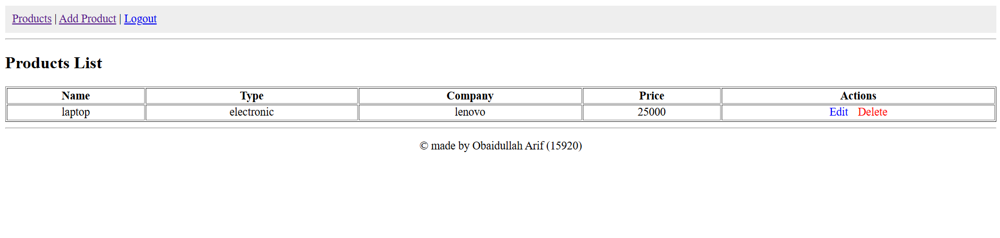 Products | Add Product | Logout
Products List
Name Type Company Price Actions
laptop electronic lenovo 25000 Edit Delete
© made by Obaidullah Arif (15920)